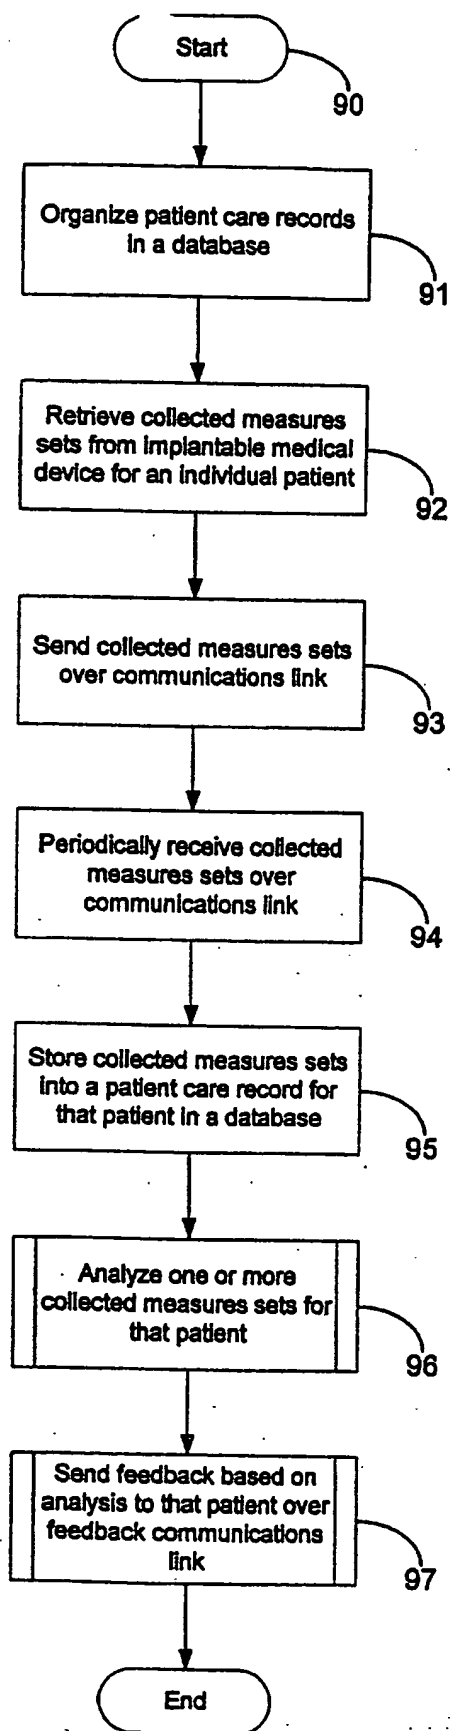 Start
90
Organize patient care records
in a database
91
Retrieve collected measures
sets from implantable medical
device for an individual patient
92
Send collected measures sets
over communications link
93
Periodically receive collected
measures sets over
communications link
94
Store collected measures sets
into a patient care record for
that patient in a database
95
Analyze one or more
collected measures sets for
that patient
96
Send feedback based on
analysis to that patient over
feedback communications
link
97
End